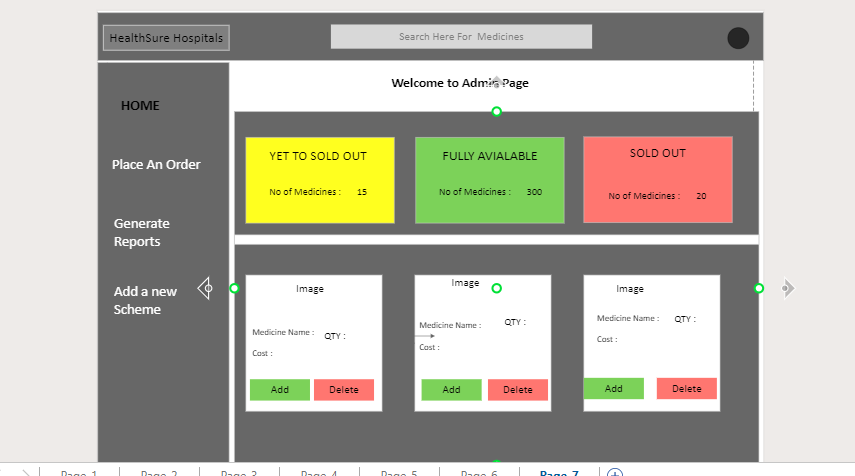 HealthSure Hospitals
Search Here For Medicines
Welcome to Admin Page
HOME
Place An Order
Generate
Reports
Add a new
Scheme
YET TO SOLD OUT
No of Medicines : 15
FULLY AVIALABLE
No of Medicines : 300
SOLD OUT
No of Medicines : 20
Image
Medicine Name :
QTY :
Cost :
Add
Delete
Image
Medicine Name :
QTY :
Cost :
Add
Delete
Image
Medicine Name :
QTY :
Cost :
Add
Delete
Page-1
Page-2
Page-3
Page-4
Page-5
Page-6
Page-7